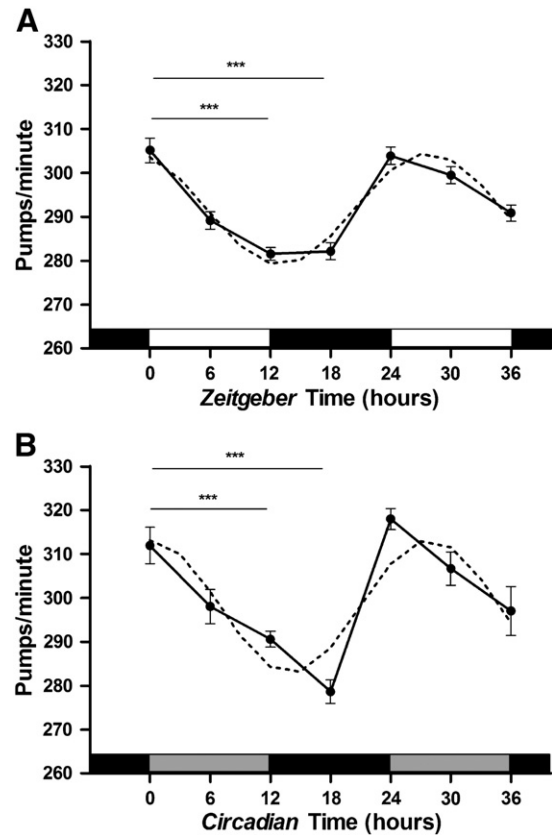 A
330
***
320
***
310
300
290
280
270
260
Pumps/minute
0 6 12 18 24 30 36
Zeitgeber Time (hours)
B
330
***
320
***
310
300
290
280
270
260
Pumps/minute
0 6 12 18 24 30 36
Circadian Time (hours)